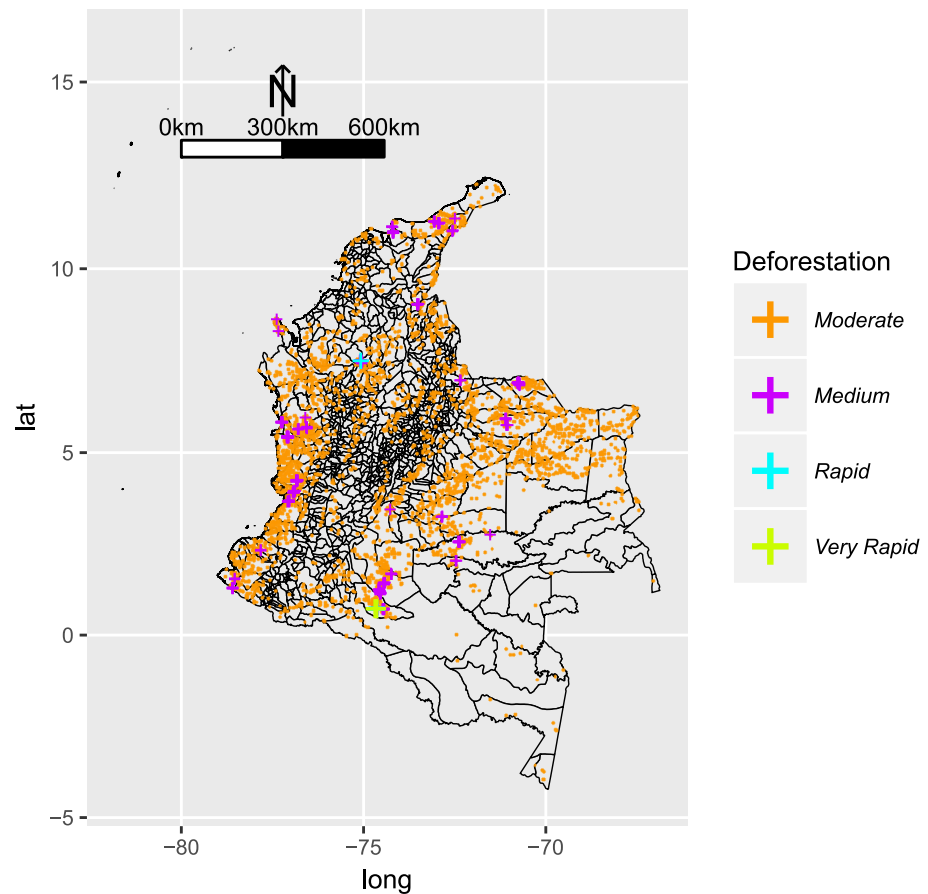 15
N
0km 300km 600km
10
5
0
−5
lat
−80 −75 −70
long
Deforestation
Moderate
Medium
Rapid
Very Rapid